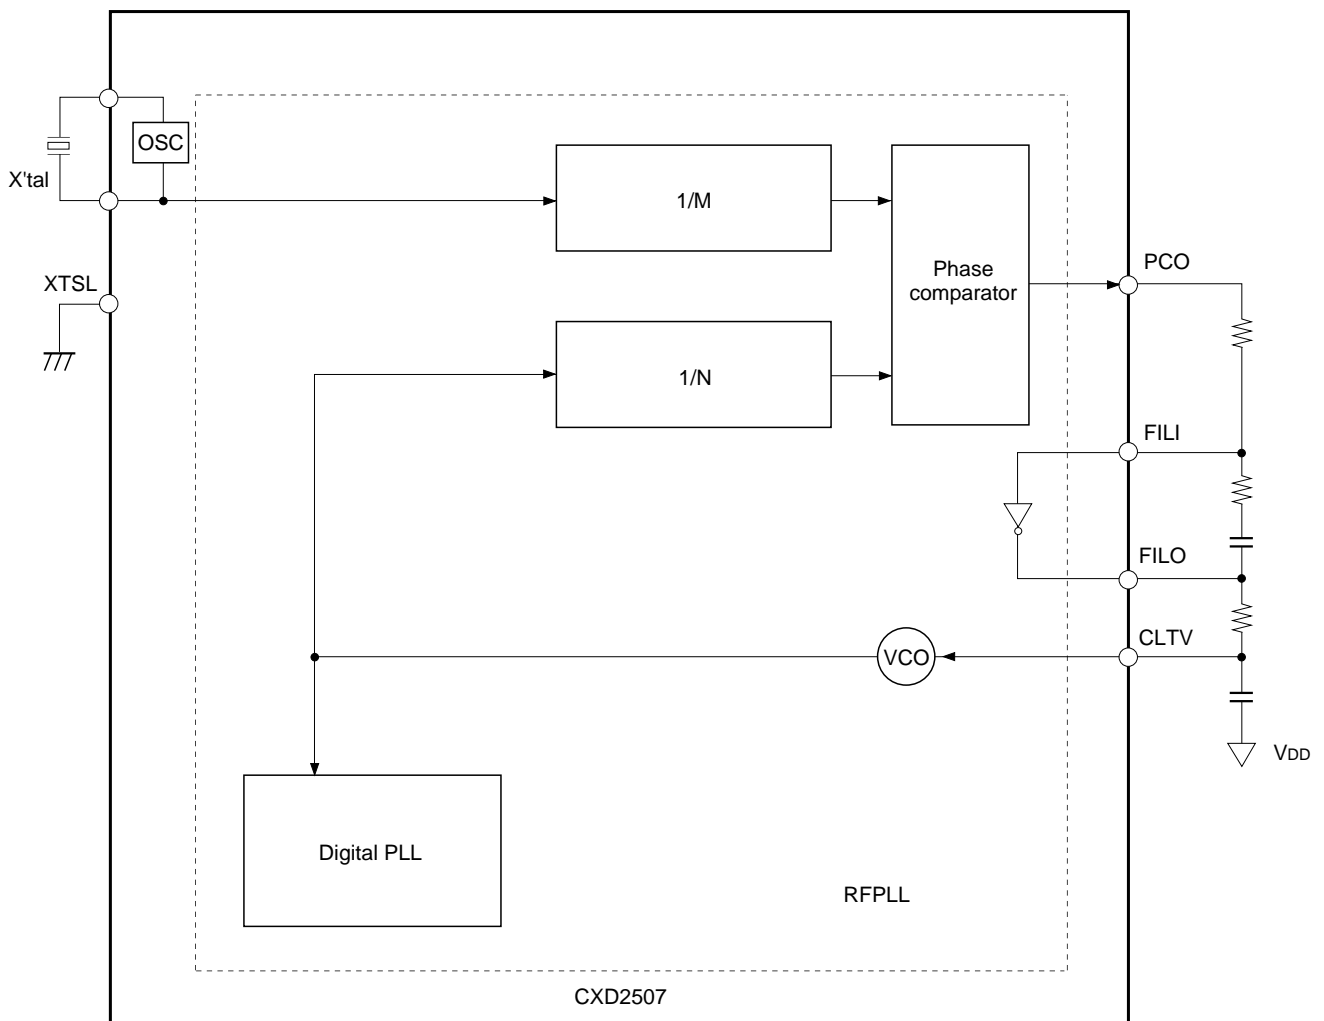 OSC
X'tal
1/M
XTSL
Phase
comparator
PCO
1/N
FILI
FILO
CLTV
VCO
VDD
Digital PLL
RFPLL
CXD2507